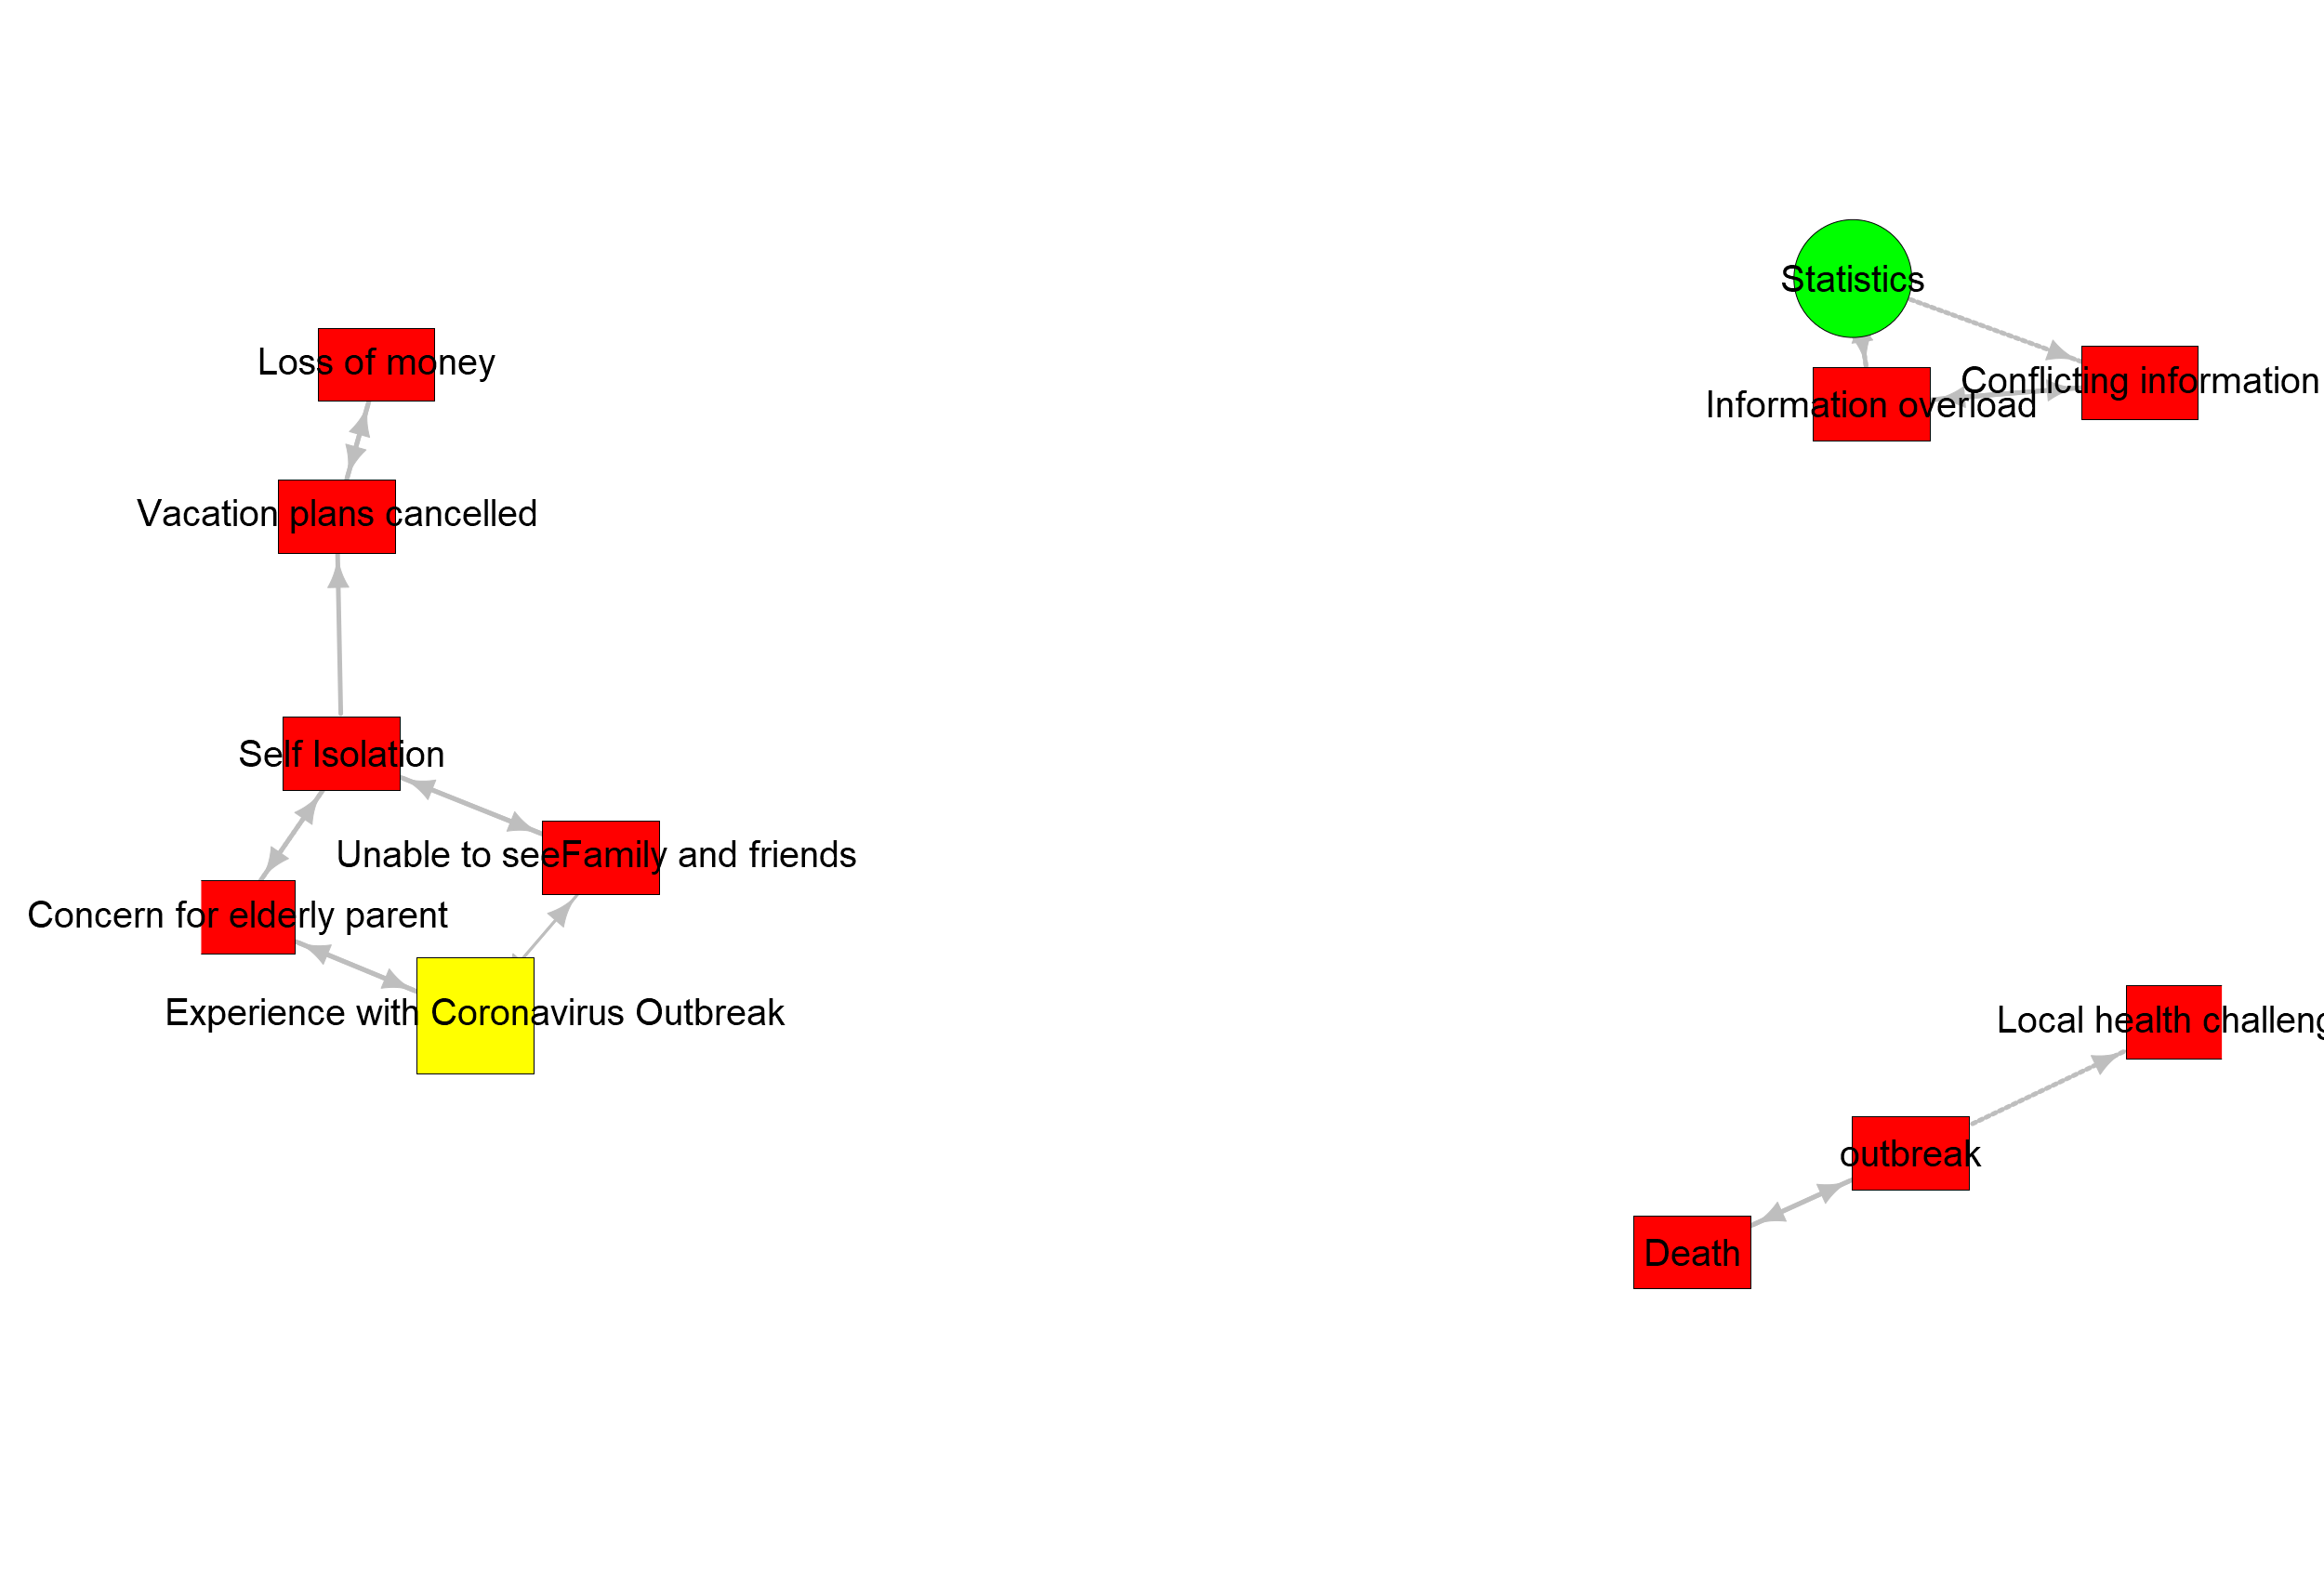 Statistics
Loss of money
Conflicting information
Information overload
Vacation plans cancelled
Self Isolation
Unable to seeFamily and friends
Concern for elderly parent
Experience with Coronavirus Outbreak
Local health
outbreak
Death